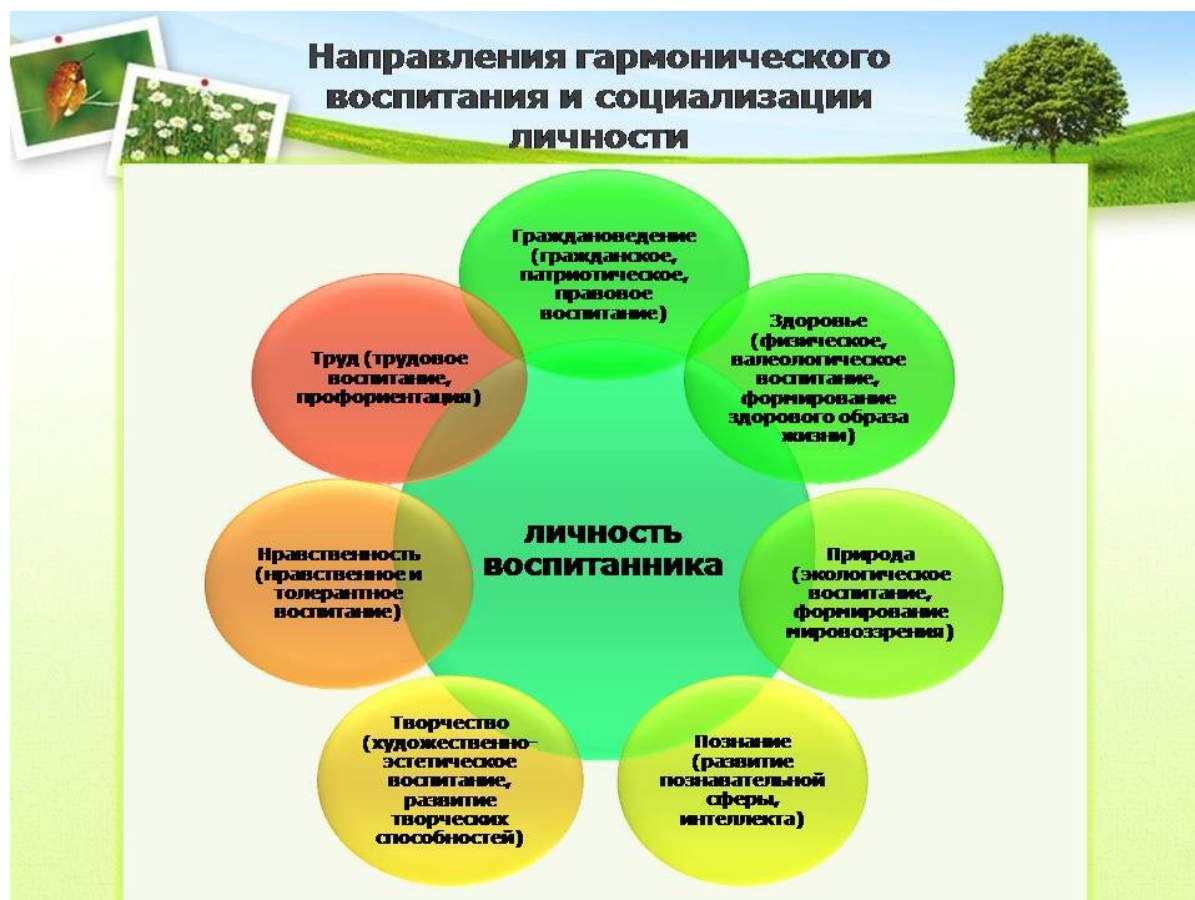 Направления гармонического
воспитания и социализации
личности
Граждановедение
(гражданское,
патриотическое,
правовое
воспитание)
Здоровье
(физическое,
валеологическое
воспитание,
формирование
здорового образа
жизни)
Природа
(экологическое
воспитание,
формирование
мировоззрения)
Познание
(развитие
познавательной
сферы,
интеллекта)
Творчество
(художественно-
эстетическое
воспитание,
развитие
творческих
способностей)
Нравственность
(нравственное и
толерантное
воспитание)
Труд (трудовое
воспитание,
профориентация)
личность
воспитанника